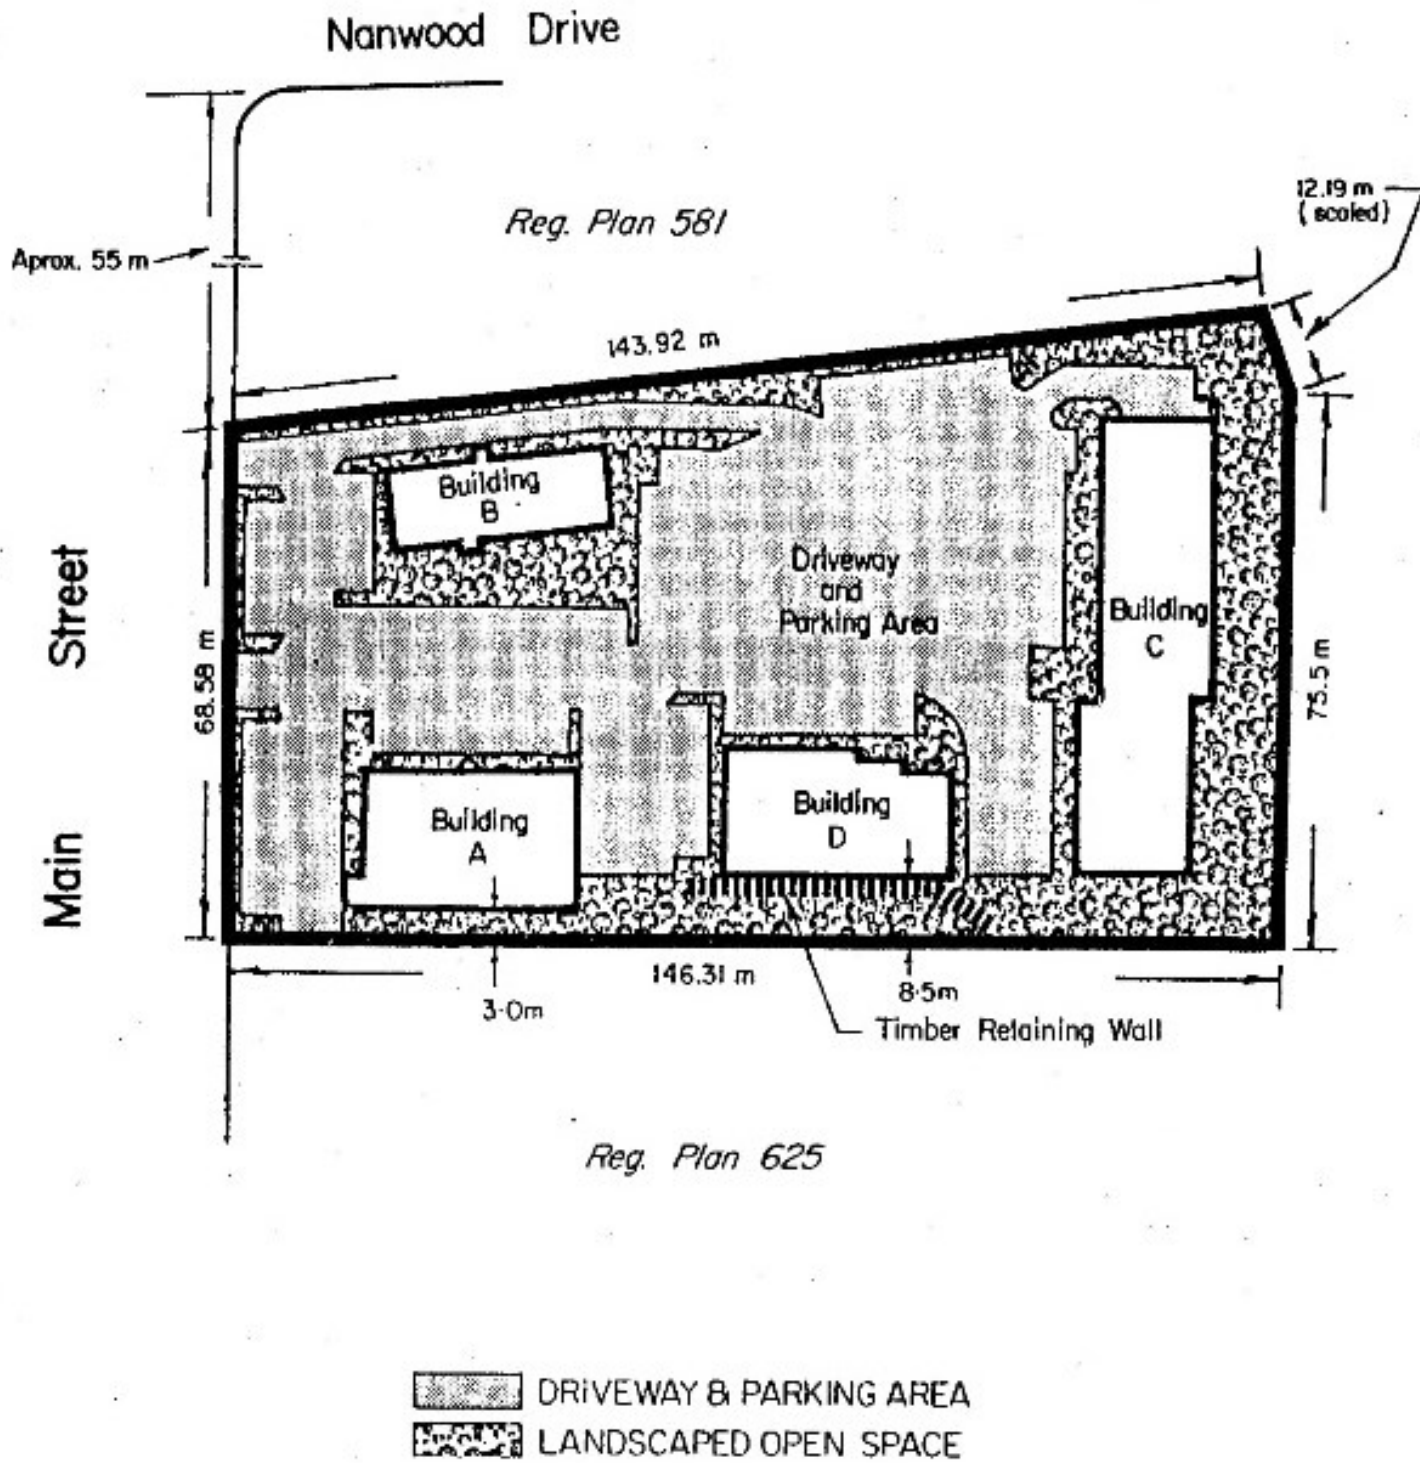 Nanwood Drive
12.19 m
( scaled)
Reg. Plan 581
Aprox. 55 m
143.92 m
Building
B
Driveway
and
Parking Area
Building
C
Main Street
68.58 m
75.5 m
Building
A
Building
D
146.31 m
3.0m
8.5m
Timber Retaining Wall
Reg. Plan 625
DRIVEWAY & PARKING AREA
LANDSCAPED OPEN SPACE